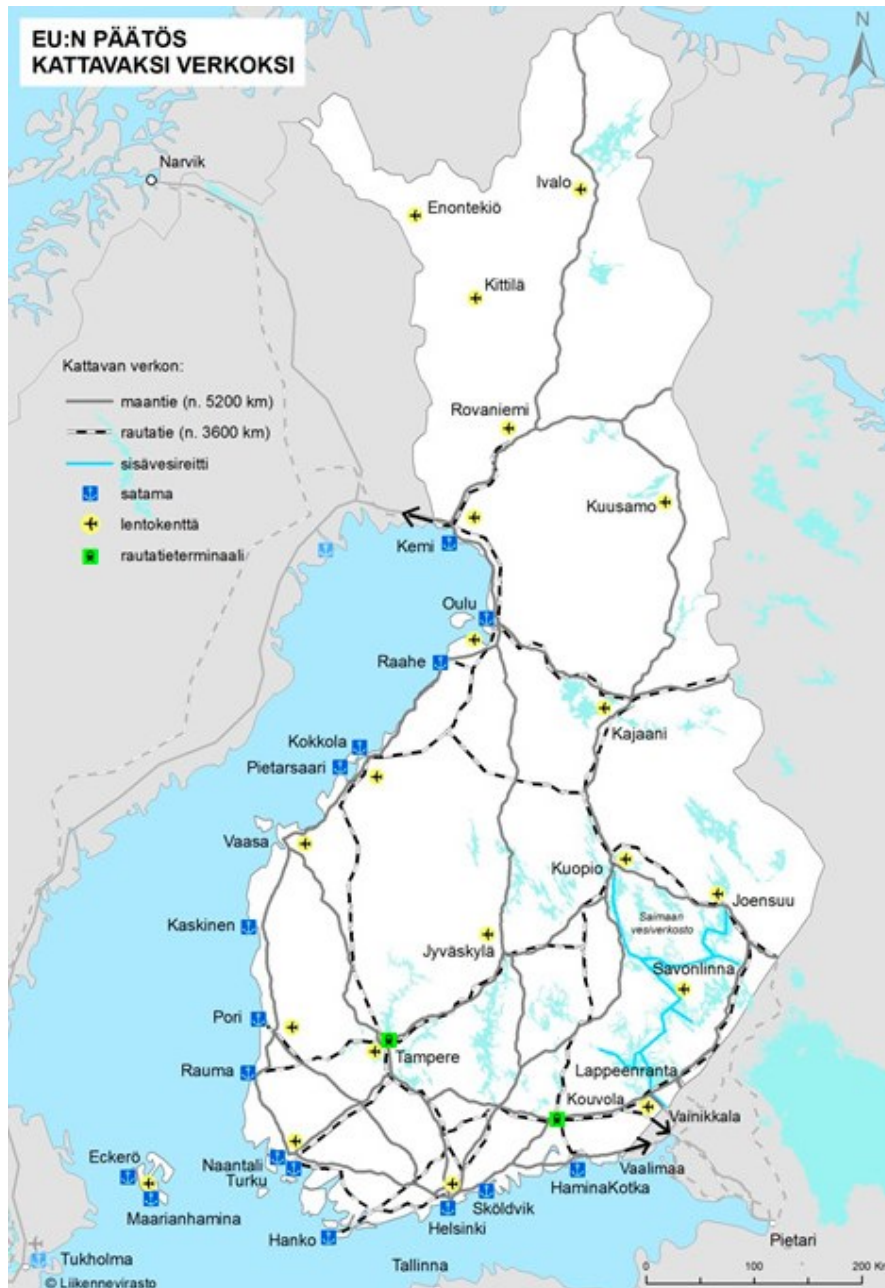 EU:N PÄÄTÖS
KATTAVAKSI VERKOKSI
N
Narvik
Ivalo
Enontekiö
Kittilä
Kattavan verkon:
maantie (n. 5200 km)
rautatie (n. 3600 km)
sisävesireitti
satama
lentokenttä
rautatieterminaali
Rovaniemi
Kuusamo
Kemi
Oulu
Raahe
Kajaani
Kokkola
Pietarsaari
Vaasa
Kuopio
Joensuu
Saimaan
vesiverkosto
Kaskinen
Jyväskylä
Savonlinna
Pori
Tampere
Rauma
Lappeenranta
Kouvola
Vainikkala
Eckerö
Naantali
Turku
Vaalimaa
HaminaKotka
Maarianhamina
Sköldvik
Helsinki
Hanko
Pietari
Tukholma
Tallinna
© Liikennevirasto
0
100
200 Km